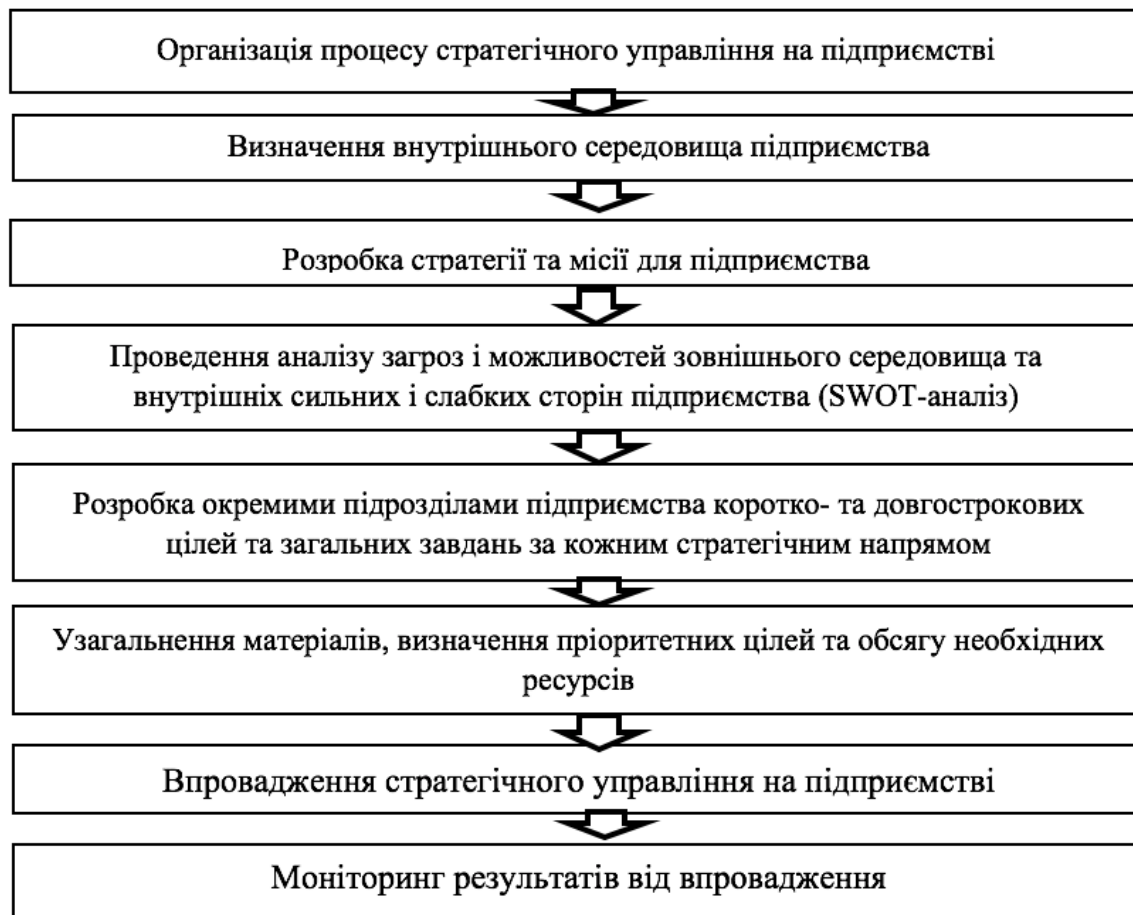 Організація процесу стратегічного управління на підприємстві
Визначення внутрішнього середовища підприємства
Розробка стратегії та місії для підприємства
Проведення аналізу загроз і можливостей зовнішнього середовища та
внутрішніх сильних і слабких сторін підприємства (SWOT-аналіз)
Розробка окремими підрозділами підприємства коротко- та довгострокових
цілей та загальних завдань за кожним стратегічним напрямом
Узагальнення матеріалів, визначення пріоритетних цілей та обсягу необхідних
ресурсів
Впровадження стратегічного управління на підприємстві
Моніторинг результатів від впровадження